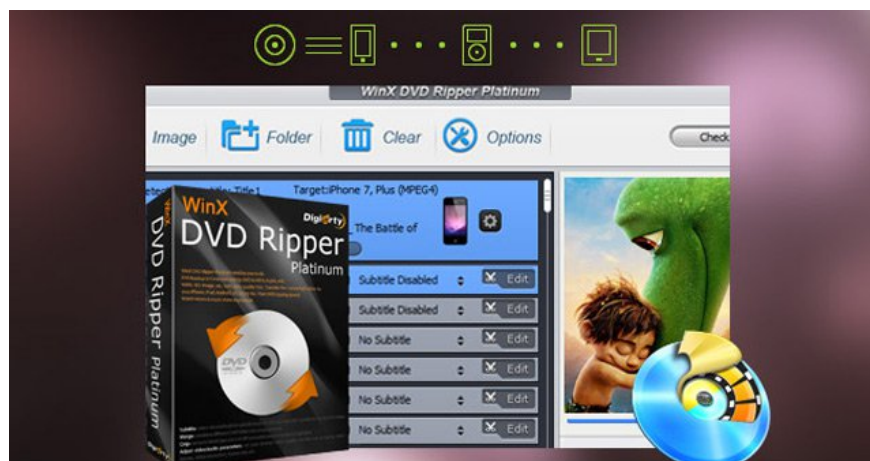 WinX DVD Ripper Platinum
Image
Folder
Clear
Options
Check
Title1
Target:iPhone 7, Plus (MPEG4)
The Battle of
Subtitle Disabled
Edit
Subtitle Disabled
Edit
No Subtitle
Edit
No Subtitle
Edit
No Subtitle
Edit
No Subtitle
Edit
WinX
Digiarty
DVD Ripper
Platinum
DVD
DVD Ripper Platinum
Digiarty